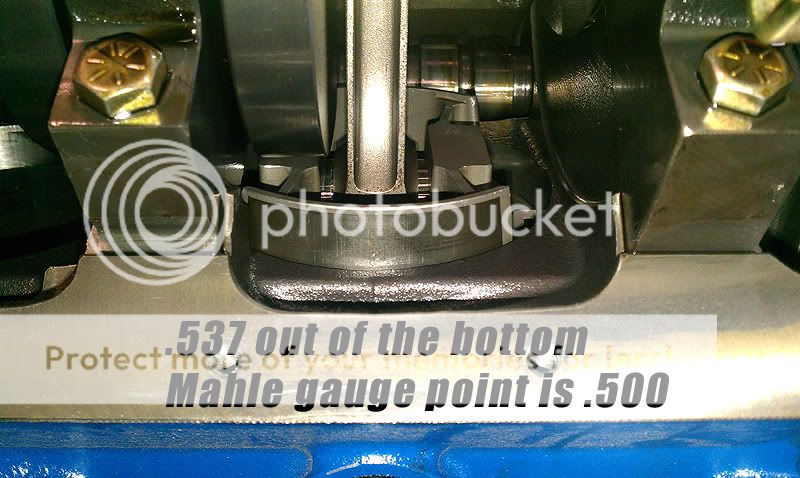 photobucket
.537 out of the bottom
Protect more of your memories for less!
Mahle gauge point is .500